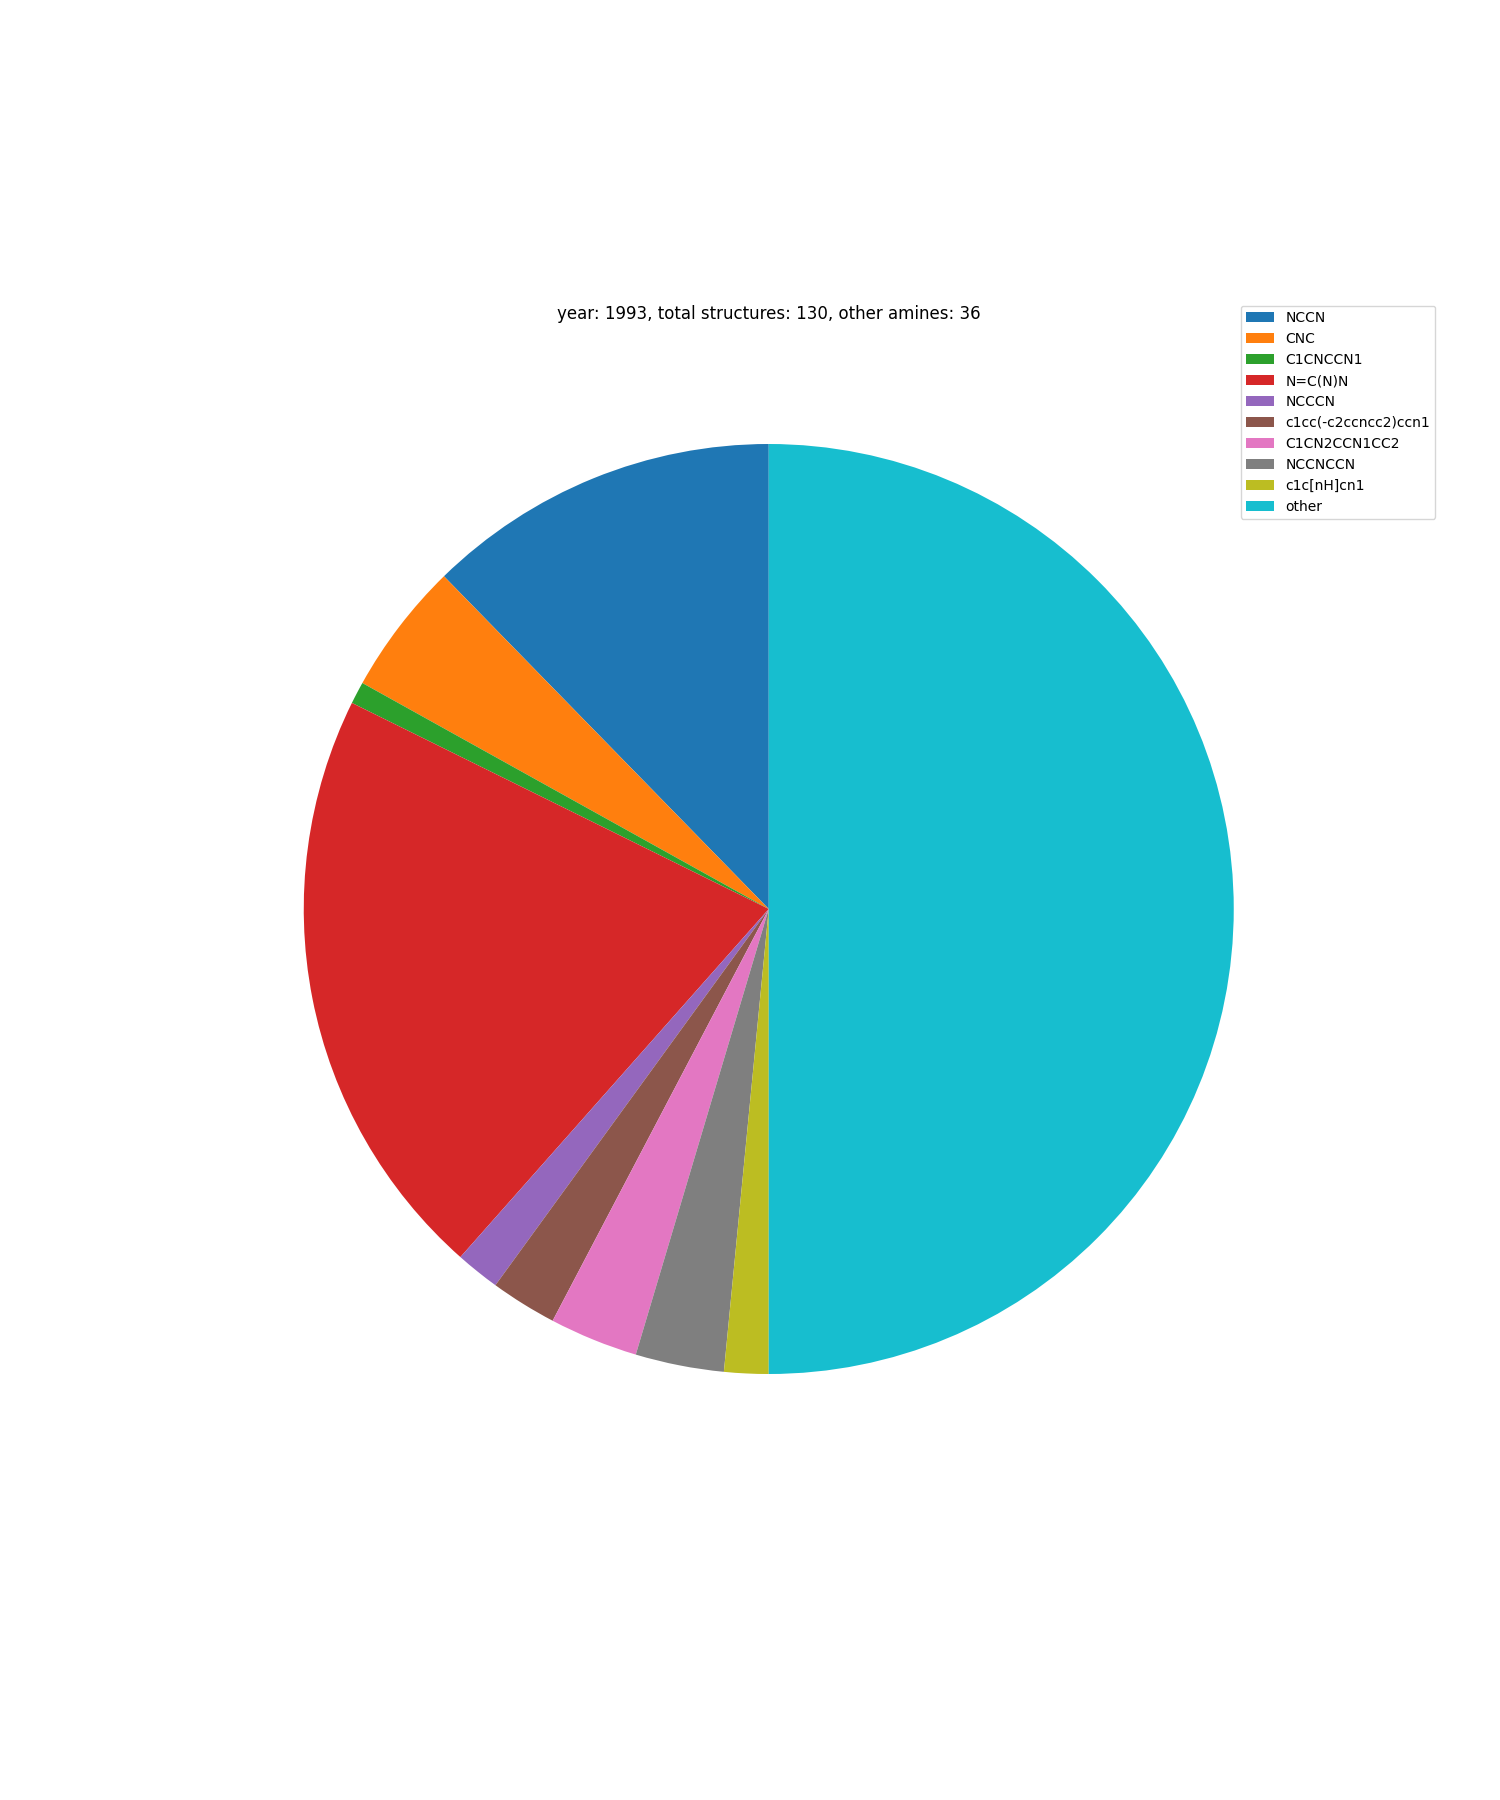 year: 1993, total structures: 130, other amines: 36
NCCN
CNC
C1CNCCN1
N=C(N)N
NCCCN
c1cc(-c2ccncc2)ccn1
C1CN2CCN1CC2
NCCNCCN
c1c[nH]cn1
other